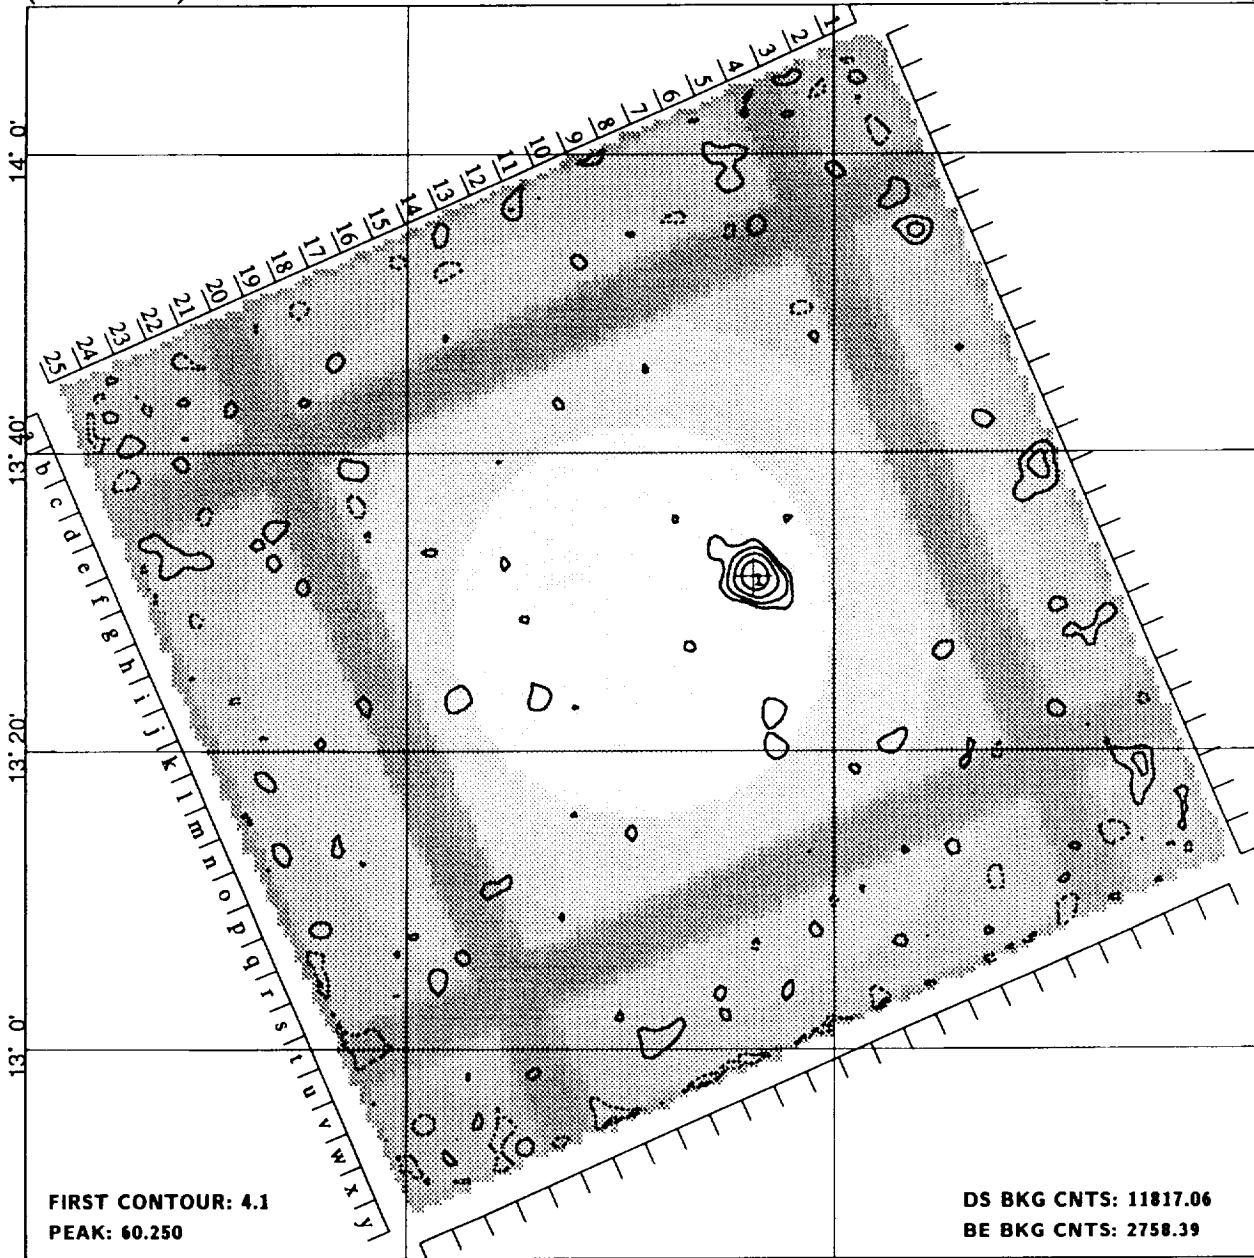 1 2 3 4 5 6 7 8 9 10 11 12 13 14 15 16 17 18 19 20 21 22 23 24 25
a b c d e f g h i j k l m n o p q r s t u v w x y
14° 0'
13° 40'
13° 20'
13° 0'
1
FIRST CONTOUR: 4.1
PEAK: 60.250
DS BKG CNTS: 11817.06
BE BKG CNTS: 2758.39